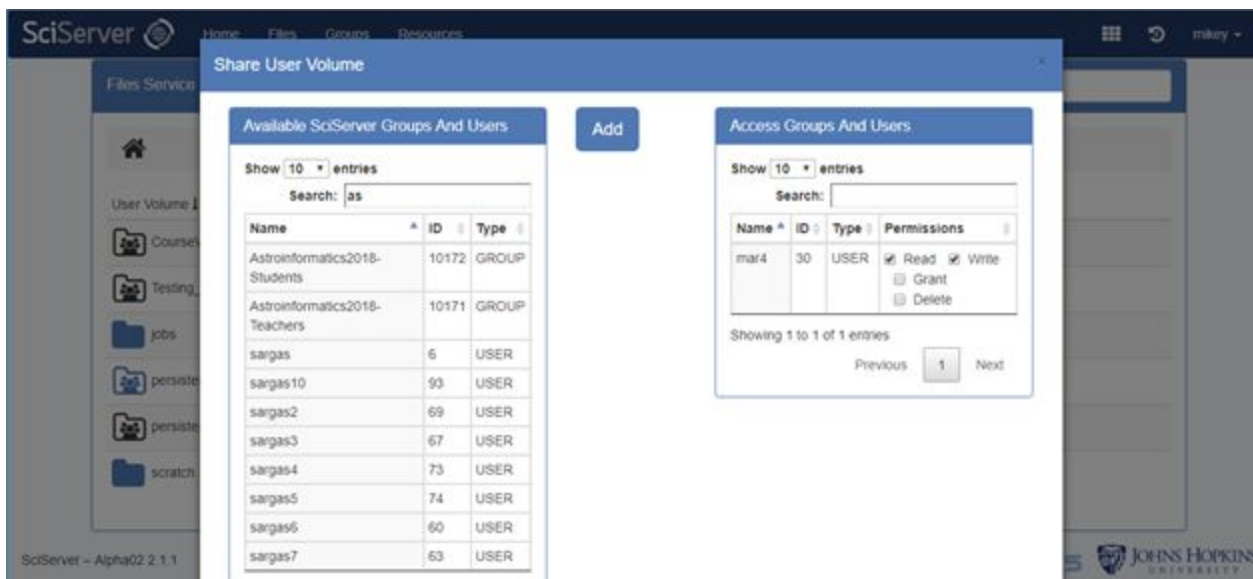 SciServer
Home Files Groups Resources
mikey
Files Service
Share User Volume
×
Available SciServer Groups And Users
Show 10 entries
Search: as
Name ID Type
Astroinformatics2018-
Students 10172 GROUP
Astroinformatics2018-
Teachers 10171 GROUP
sargas 6 USER
sargas10 93 USER
sargas2 69 USER
sargas3 67 USER
sargas4 73 USER
sargas5 74 USER
sargas6 60 USER
sargas7 63 USER
Add
Access Groups And Users
Show 10 entries
Search:
Name ID Type Permissions
mar4 30 USER Read Write
Grant
Delete
Showing 1 to 1 of 1 entries
Previous 1 Next
User Volume
Testing_
jobs
persiste
persiste
scratch
SciServer – Alpha02 2.1.1
JOHNS HOPKINS
UNIVERSITY